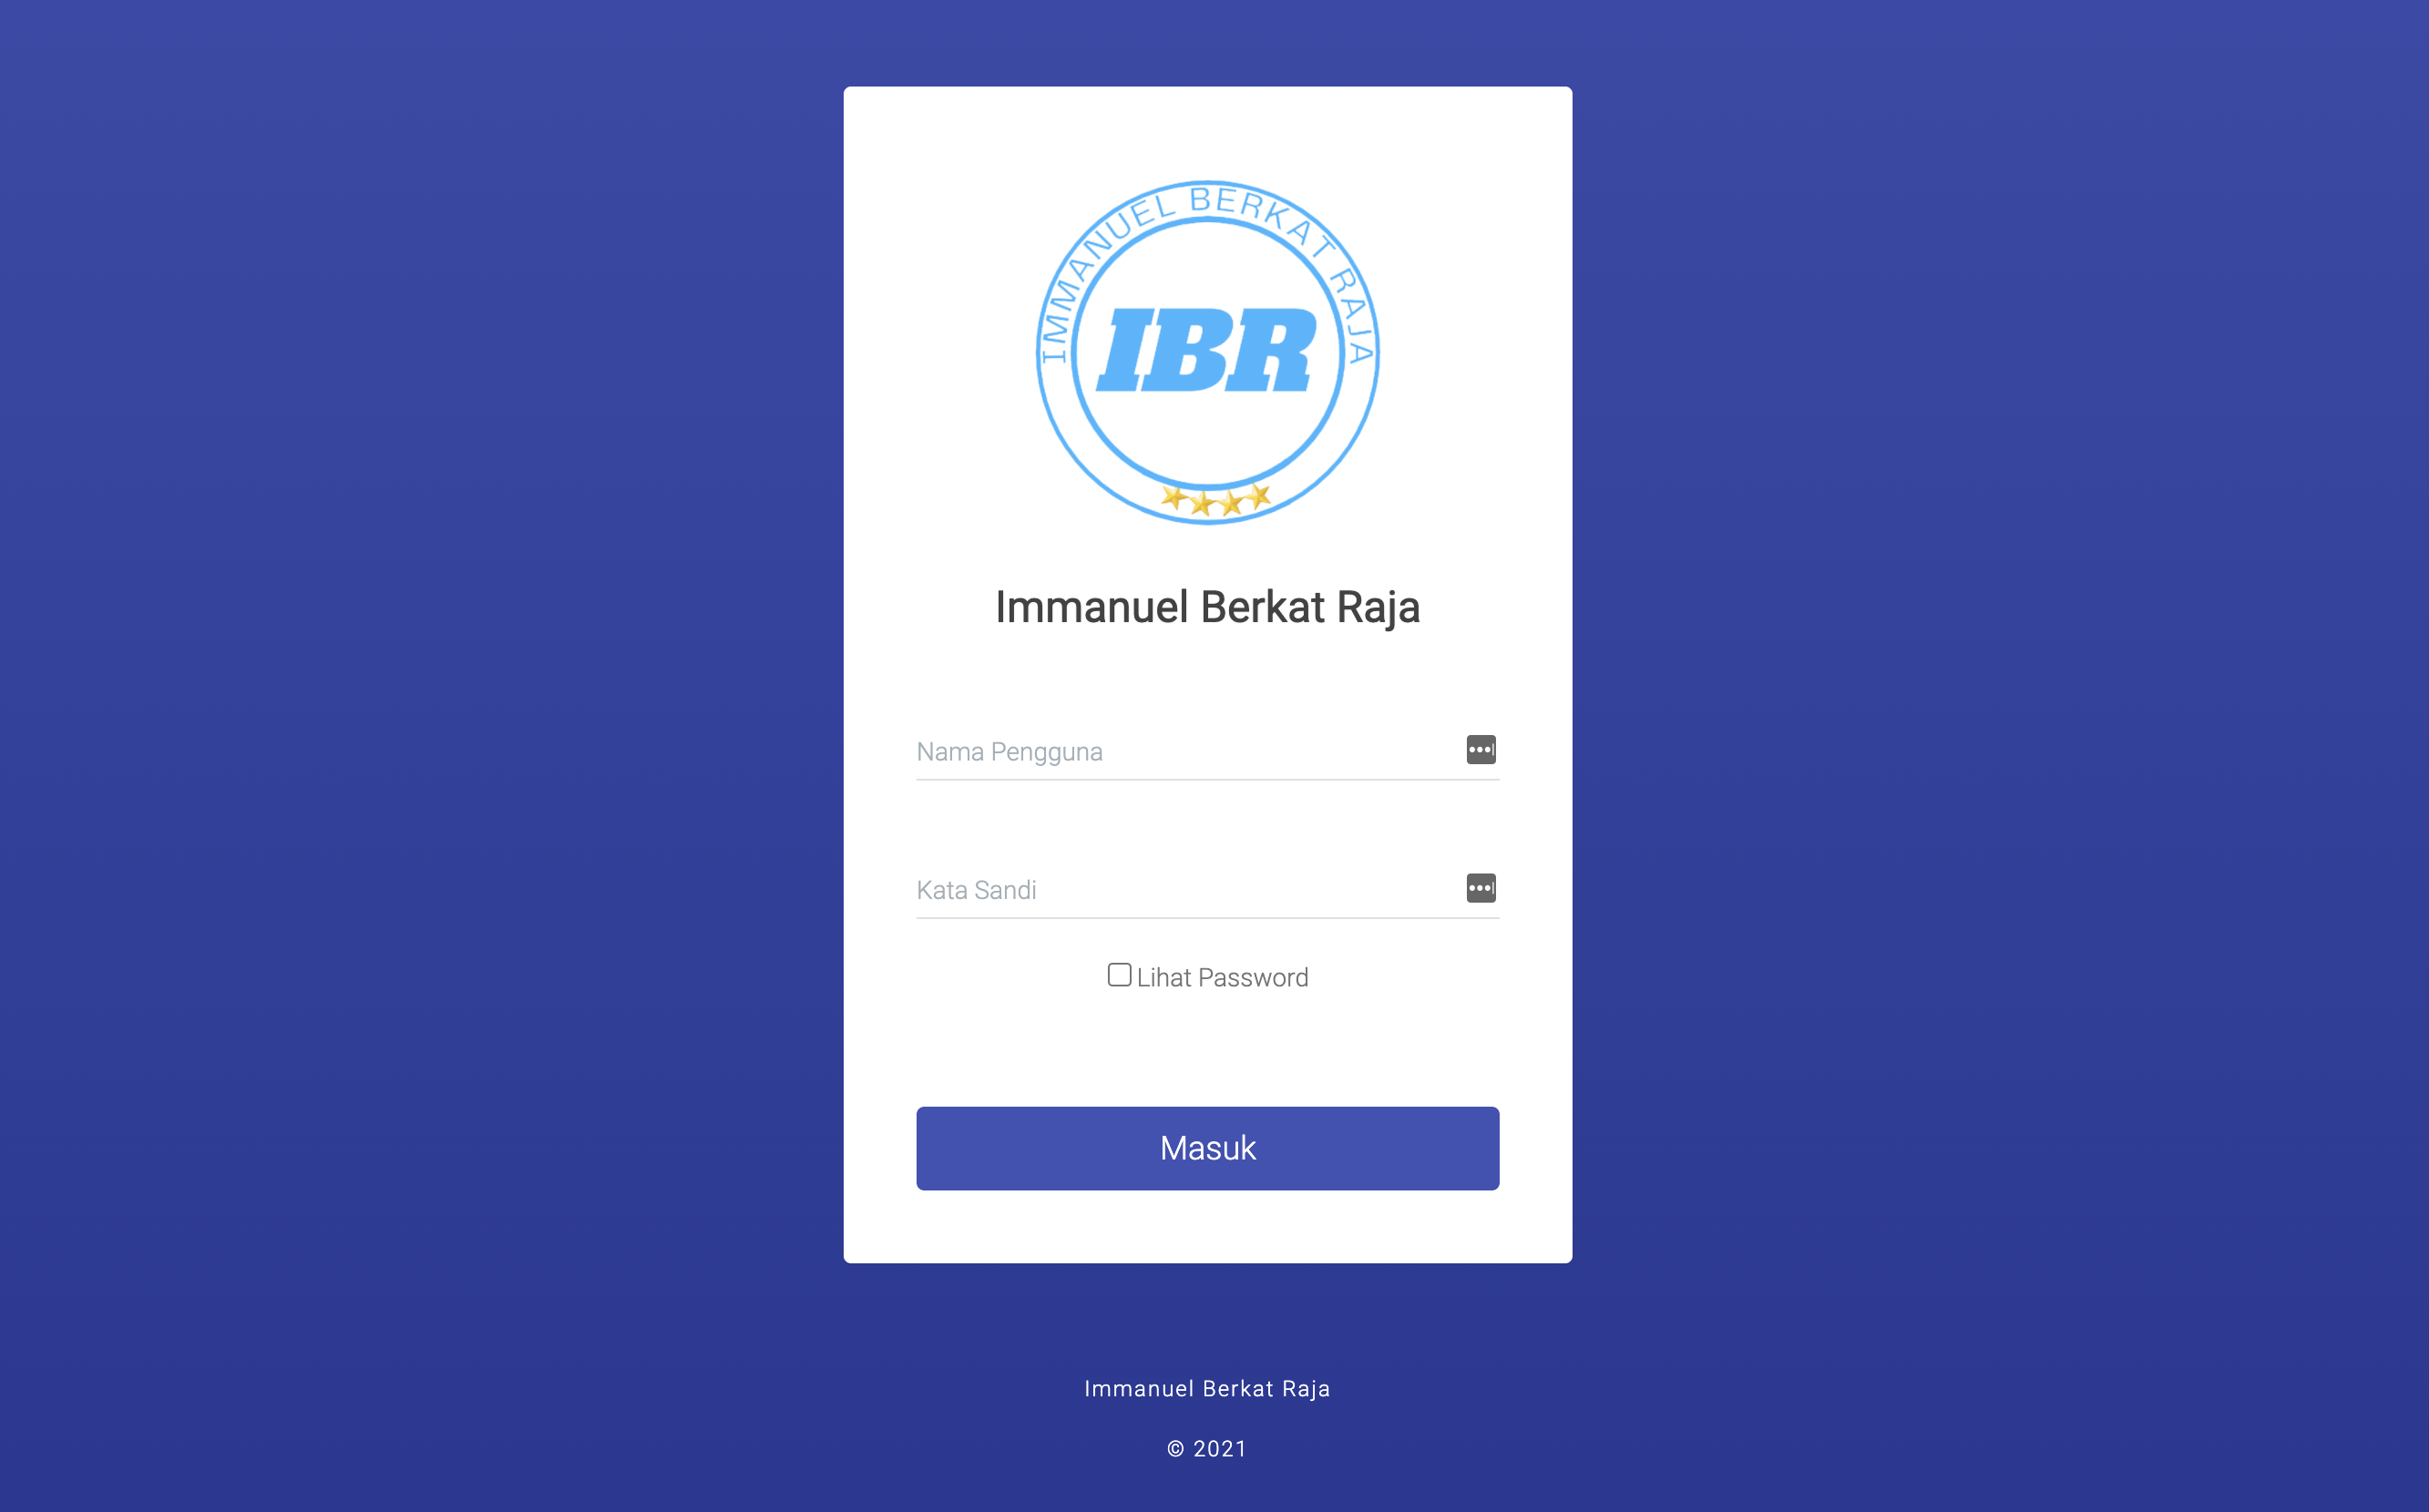 IMMANUEL BERKAT RAJA
IBR
Immanuel Berkat Raja
Nama Pengguna
Kata Sandi
Lihat Password
Masuk
Immanuel Berkat Raja
© 2021